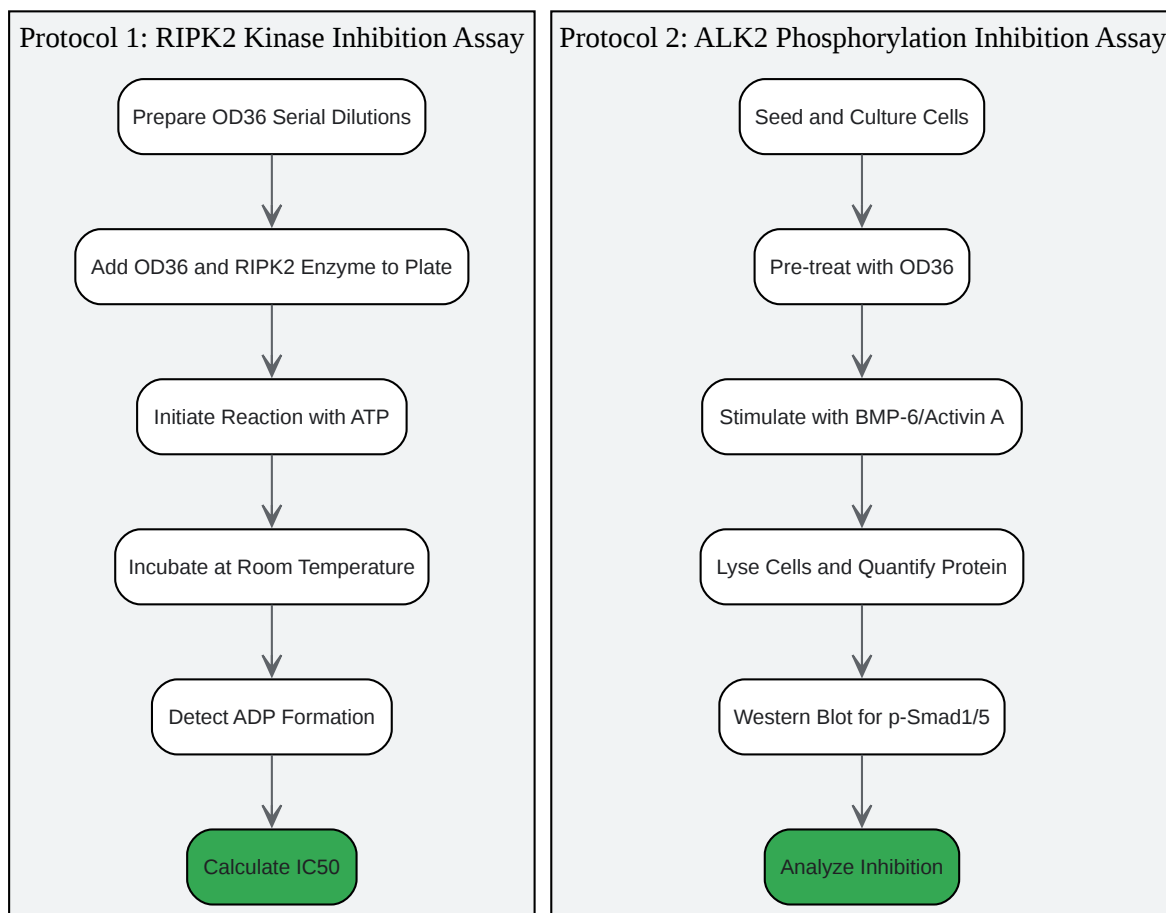 Protocol 1: RIPK2 Kinase Inhibition Assay
Prepare OD36 Serial Dilutions
Add OD36 and RIPK2 Enzyme to Plate
Initiate Reaction with ATP
Incubate at Room Temperature
Detect ADP Formation
Calculate IC50
Protocol 2: ALK2 Phosphorylation Inhibition Assay
Seed and Culture Cells
Pre-treat with OD36
Stimulate with BMP-6/Activin A
Lyse Cells and Quantify Protein
Western Blot for p-Smad1/5
Analyze Inhibition